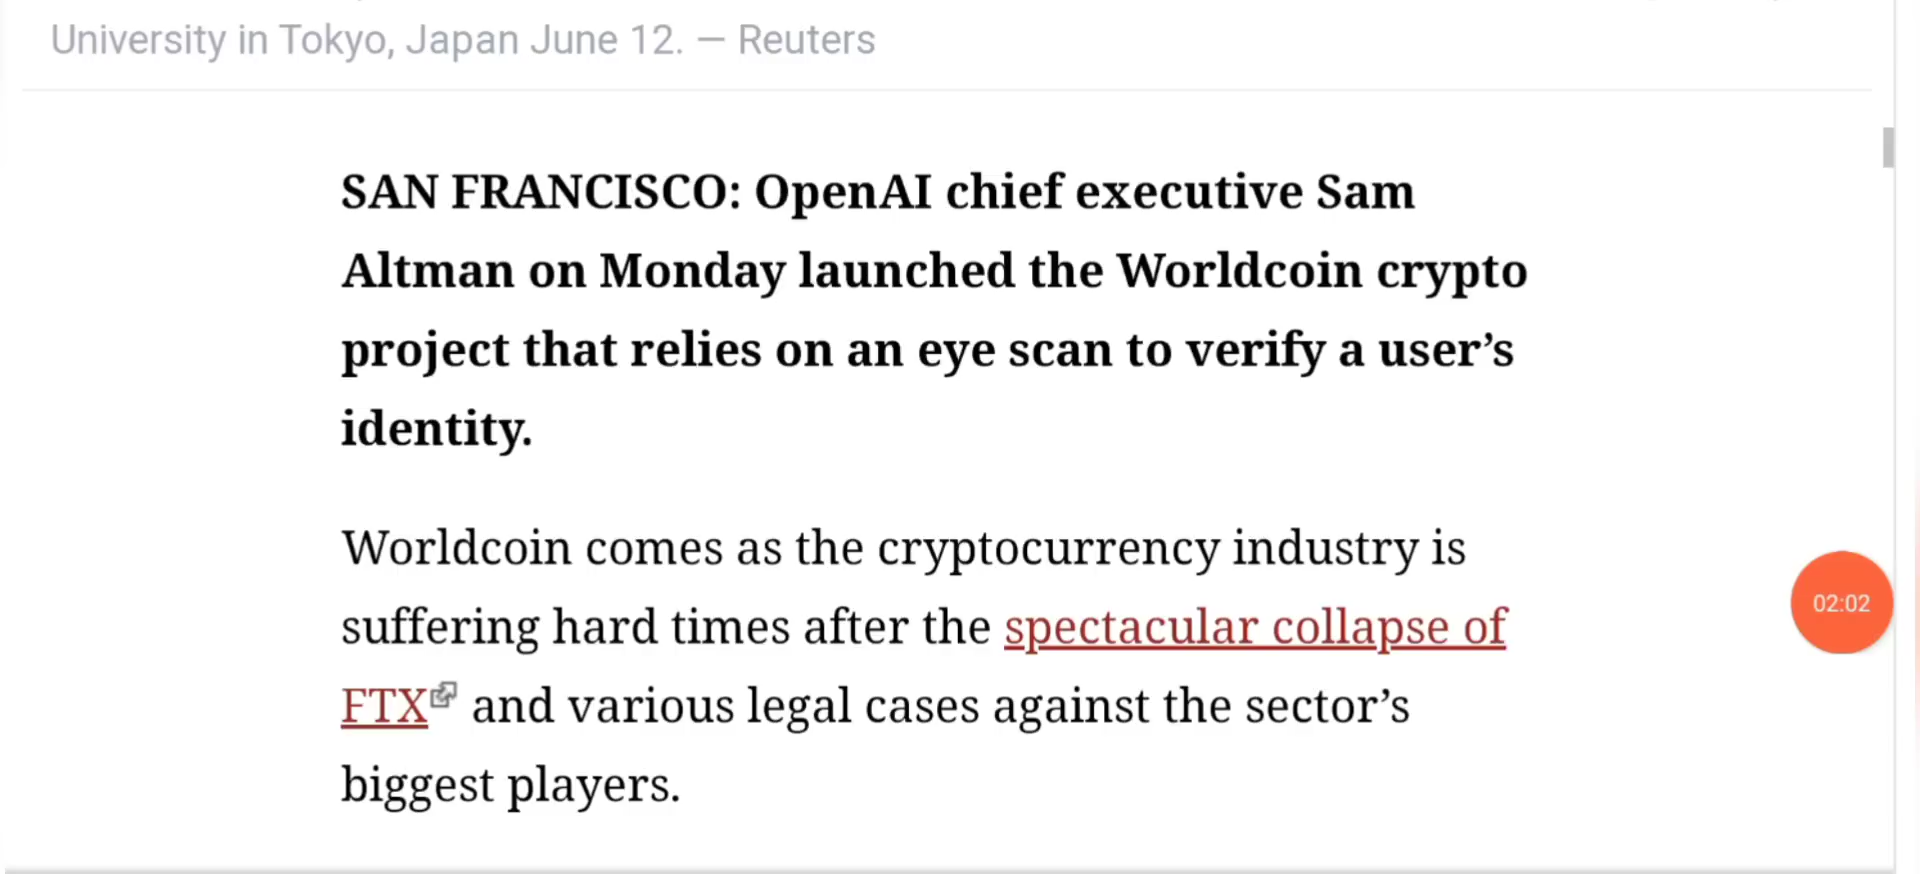 University in Tokyo, Japan June 12. — Reuters
SAN FRANCISCO: OpenAI chief executive Sam
Altman on Monday launched the Worldcoin crypto
project that relies on an eye scan to verify a user’s
identity.
Worldcoin comes as the cryptocurrency industry is
suffering hard times after the spectacular collapse of
FTX and various legal cases against the sector’s
biggest players.
02:02